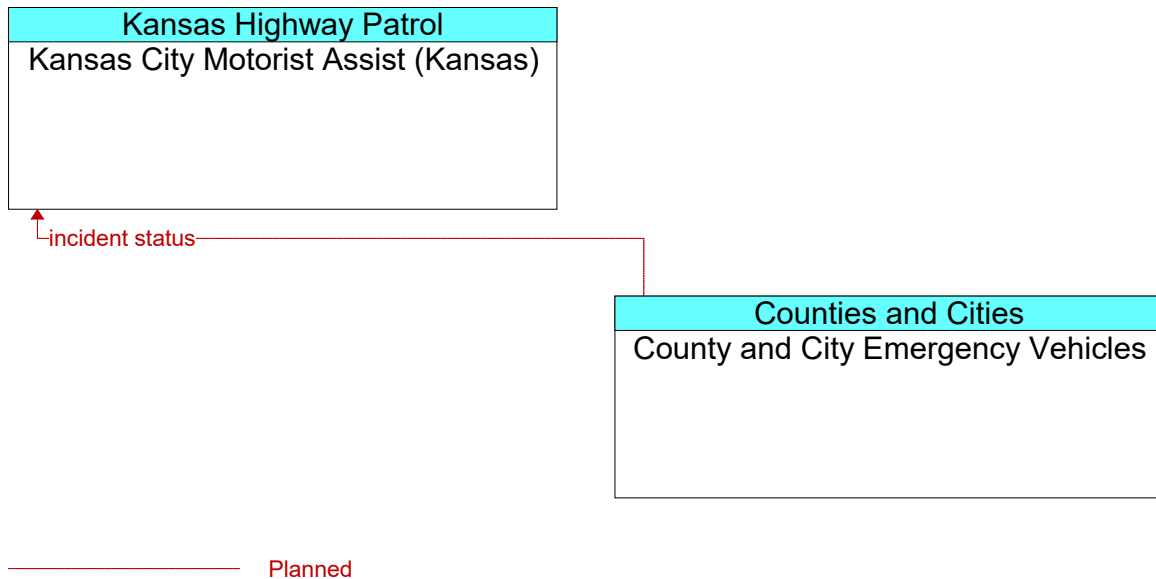 Kansas Highway Patrol
Kansas City Motorist Assist (Kansas)
incident status
Counties and Cities
County and City Emergency Vehicles
Planned